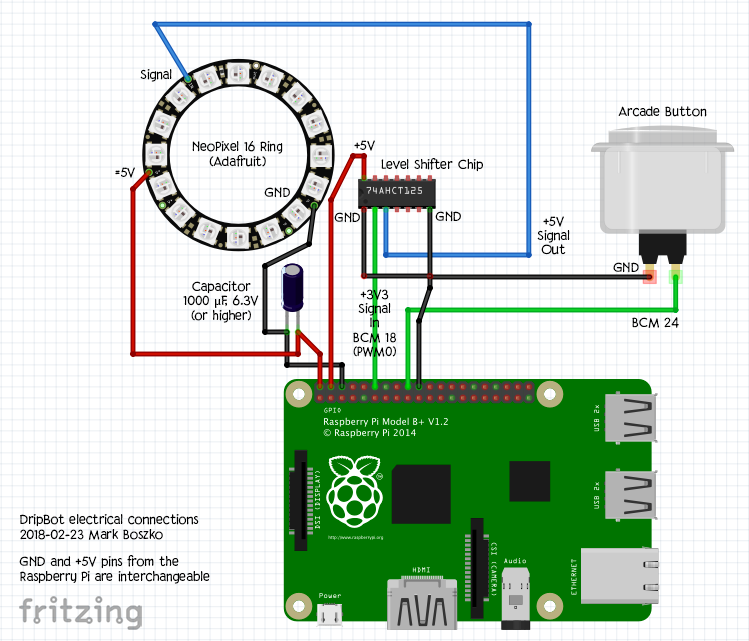 Signal
NeoPixel 16 Ring
(Adafruit)
=5V
GND
+5V
Level Shifter Chip
74AHCT125
GND
GND
Arcade Button
+5V
Signal
Out
GND
BCM 24
Capacitor
1000 µF, 6.3V
(or higher)
+3V3
Signal
In
BCM 18
(PWM0)
GPIO
Raspberry Pi Model B+ V1.2
© Raspberry Pi 2014
USB 2x
DSI (DISPLAY)
USB 2x
http://www.raspberrypi.org
CSI (CAMERA)
Audio
ETHERNET
HDMI
Power
DripBot electrical connections
2018-02-23 Mark Boszko
GND and +5V pins from the
Raspberry Pi are interchangeable
fritzing